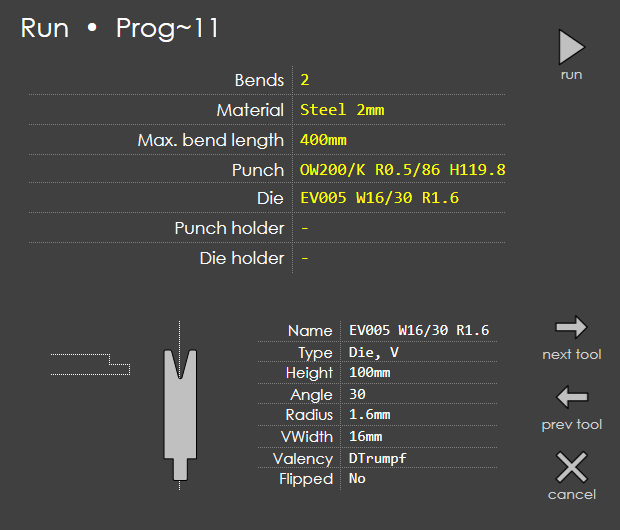 Run • Prog~11
run
Bends 2
Material Steel 2mm
Max. bend length 400mm
Punch OW200/K R0.5/86 H119.8
Die EV005 W16/30 R1.6
Punch holder -
Die holder -
Name EV005 W16/30 R1.6
Type Die, V
Height 100mm
Angle 30
Radius 1.6mm
VWidth 16mm
Valency DTrumpf
Flipped No
next tool
prev tool
cancel